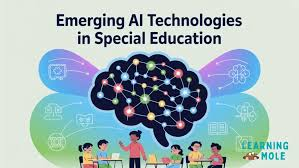 Emerging AI Technologies
in Special Education
LEARNING
MOLE